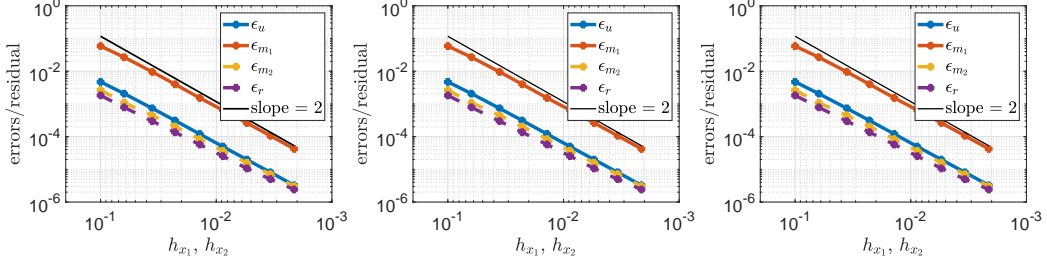 errors/residual
10^0
10^-2
10^-4
10^-6
10^-1
10^-2
10^-3
h_{x_1}, h_{x_2}
ϵ_u
ϵ_{m_1}
ϵ_{m_2}
ϵ_r
slope = 2
errors/residual
10^0
10^-2
10^-4
10^-6
10^-1
10^-2
10^-3
h_{x_1}, h_{x_2}
ϵ_u
ϵ_{m_1}
ϵ_{m_2}
ϵ_r
slope = 2
errors/residual
10^0
10^-2
10^-4
10^-6
10^-1
10^-2
10^-3
h_{x_1}, h_{x_2}
ϵ_u
ϵ_{m_1}
ϵ_{m_2}
ϵ_r
slope = 2